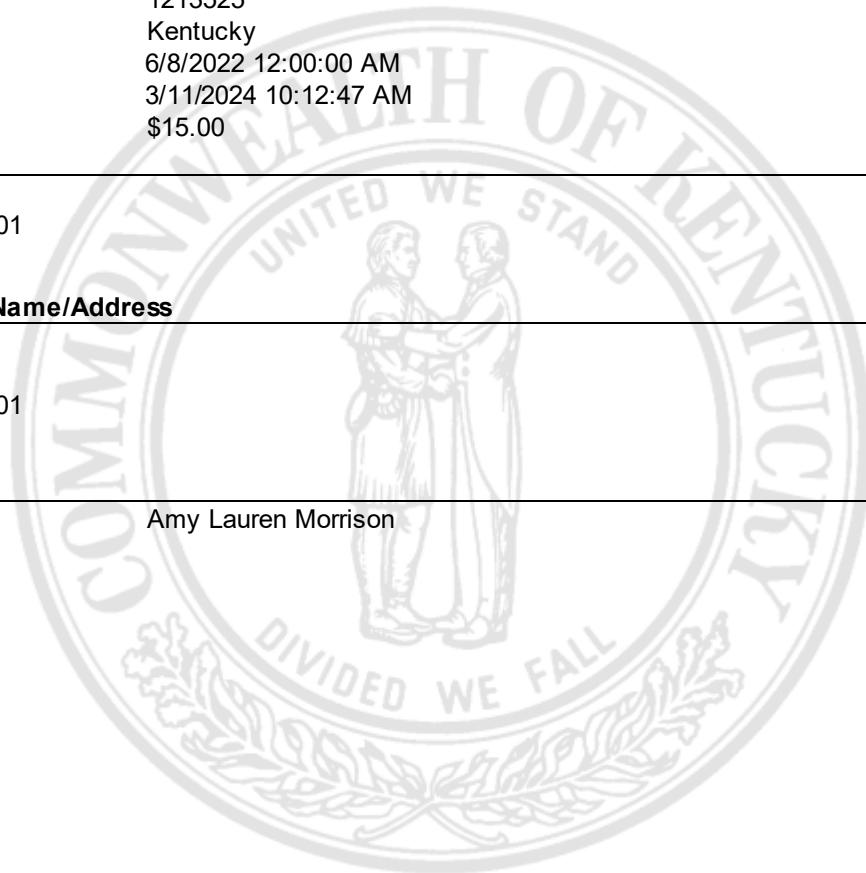 1213525
Kentucky
6/8/2022 12:00:00 AM
3/11/2024 10:12:47 AM
$15.00
01
Name/Address
01
Amy Lauren Morrison
COMMONWEALTH OF KENTUCKY
UNITED WE STAND
DIVIDED WE FALL